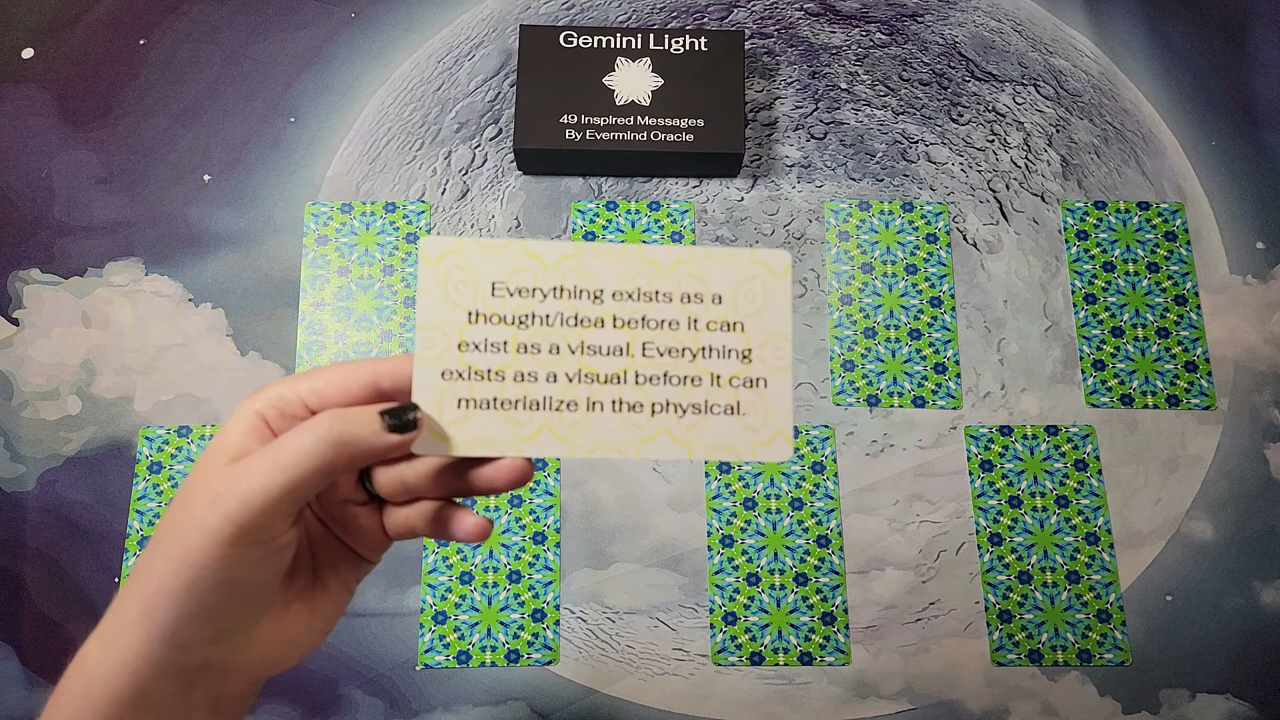 Gemini Light
49 Inspired Messages
By Evermind Oracle
Everything exists as a
thought/idea before it can
exist as a visual. Everything
exists as a visual before it can
materialize in the physical.